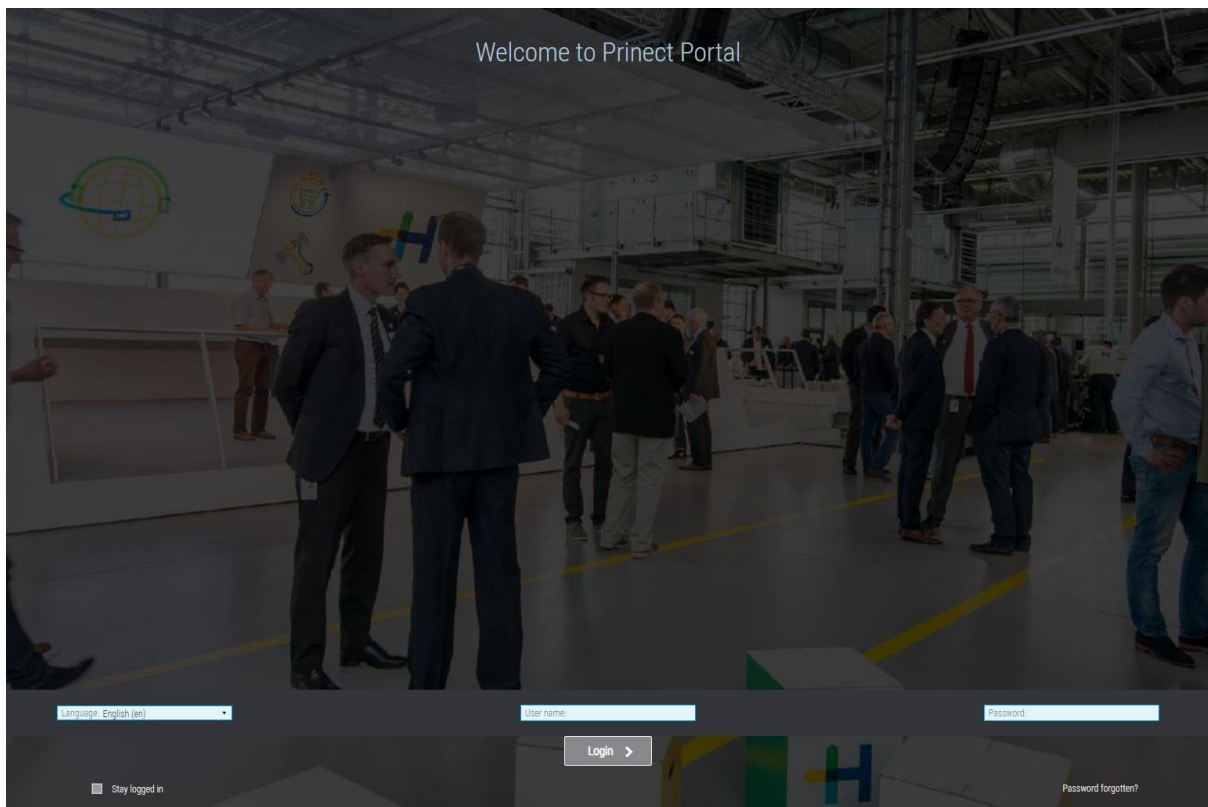 Welcome to Prinect Portal
Language: English (en)
User name:
Password:
Login
Stay logged in
Password forgotten?